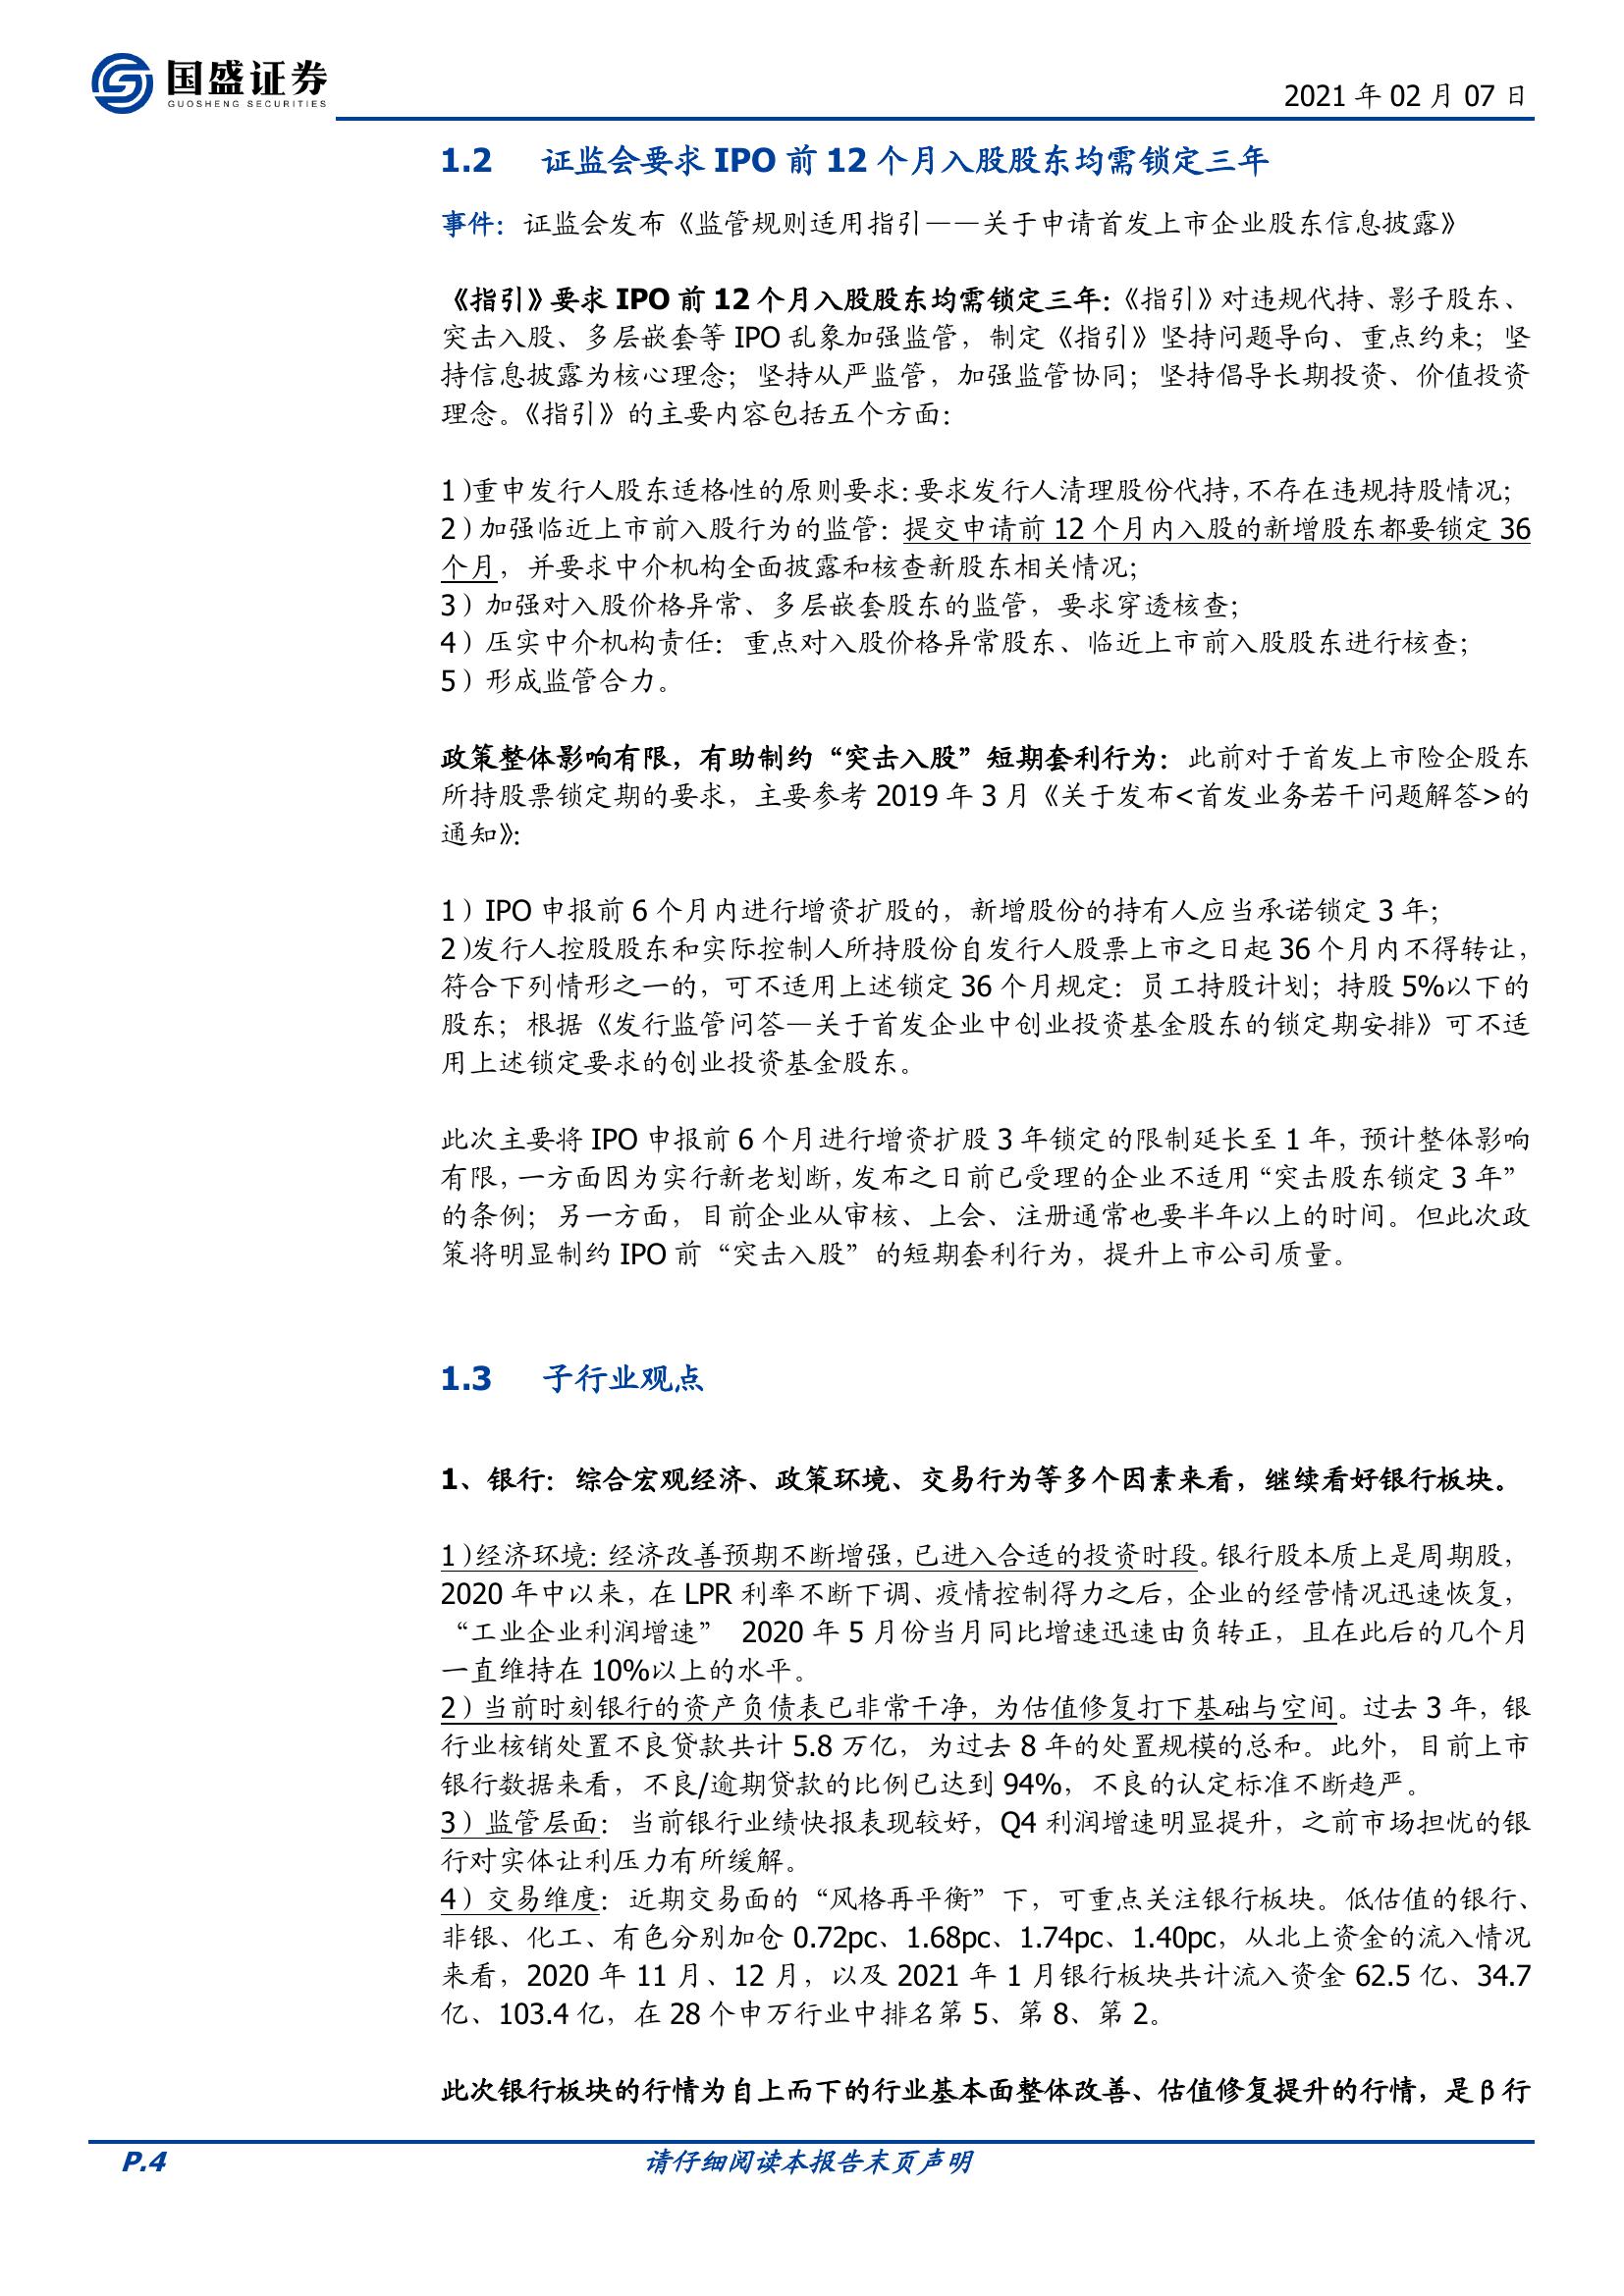 国盛证券
GUOSHENG SECURITIES
2021 年 02 月 07 日
1.2 证监会要求 IPO 前 12 个月入股股东均需锁定三年
事件：证监会发布《监管规则适用指引——关于申请首发上市企业股东信息披露》
《指引》要求 IPO 前 12 个月入股股东均需锁定三年：《指引》对违规代持、影子股东、
突击入股、多层嵌套等 IPO 乱象加强监管，制定《指引》坚持问题导向、重点约束；坚
持信息披露为核心理念；坚持从严监管，加强监管协同；坚持倡导长期投资、价值投资
理念。《指引》的主要内容包括五个方面：
1）重申发行人股东适格性的原则要求：要求发行人清理股份代持，不存在违规持股情况；
2）加强临近上市前入股行为的监管：提交申请前 12 个月内入股的新增股东都要锁定 36
个月，并要求中介机构全面披露和核查新股东相关情况；
3）加强对入股价格异常、多层嵌套股东的监管，要求穿透核查；
4）压实中介机构责任：重点对入股价格异常股东、临近上市前入股股东进行核查；
5）形成监管合力。
政策整体影响有限，有助制约“突击入股”短期套利行为：此前对于首发上市险企股东
所持股票锁定期的要求，主要参考 2019 年 3 月《关于发布<首发业务若干问题解答>的
通知》：
1）IPO 申报前 6 个月内进行增资扩股的，新增股份的持有人应当承诺锁定 3 年；
2）发行人控股股东和实际控制人所持股份自发行人股票上市之日起 36 个月内不得转让，
符合下列情形之一的，可不适用上述锁定 36 个月规定：员工持股计划；持股 5%以下的
股东；根据《发行监管问答—关于首发企业中创业投资基金股东的锁定期安排》可不适
用上述锁定要求的创业投资基金股东。
此次主要将 IPO 申报前 6 个月进行增资扩股 3 年锁定的限制延长至 1 年，预计整体影响
有限，一方面因为实行新老划断，发布之日前已受理的企业不适用“突击股东锁定 3 年”
的条例；另一方面，目前企业从审核、上会、注册通常也要半年以上的时间。但此次政
策将明显制约 IPO 前“突击入股”的短期套利行为，提升上市公司质量。
1.3 子行业观点
1、银行：综合宏观经济、政策环境、交易行为等多个因素来看，继续看好银行板块。
1）经济环境：经济改善预期不断增强，已进入合适的投资时段。银行股本质上是周期股，
2020 年中以来，在 LPR 利率不断下调、疫情控制得力之后，企业的经营情况迅速恢复，
“工业企业利润增速” 2020 年 5 月份当月同比增速迅速由负转正，且在此后的几个月
一直维持在 10%以上的水平。
2）当前时刻银行的资产负债表已非常干净，为估值修复打下基础与空间。过去 3 年，银
行业核销处置不良贷款共计 5.8 万亿，为过去 8 年的处置规模的总和。此外，目前上市
银行数据来看，不良/逾期贷款的比例已达到 94%，不良的认定标准不断趋严。
3）监管层面：当前银行业绩快报表现较好，Q4 利润增速明显提升，之前市场担忧的银
行对实体让利压力有所缓解。
4）交易维度：近期交易面的“风格再平衡”下，可重点关注银行板块。低估值的银行、
非银、化工、有色分别加仓 0.72pc、1.68pc、1.74pc、1.40pc，从北上资金的流入情况
来看，2020 年 11 月、12 月，以及 2021 年 1 月银行板块共计流入资金 62.5 亿、34.7
亿、103.4 亿，在 28 个申万行业中排名第 5、第 8、第 2。
此次银行板块的行情为自上而下的行业基本面整体改善、估值修复提升的行情，是 β 行
P.4
请仔细阅读本报告末页声明